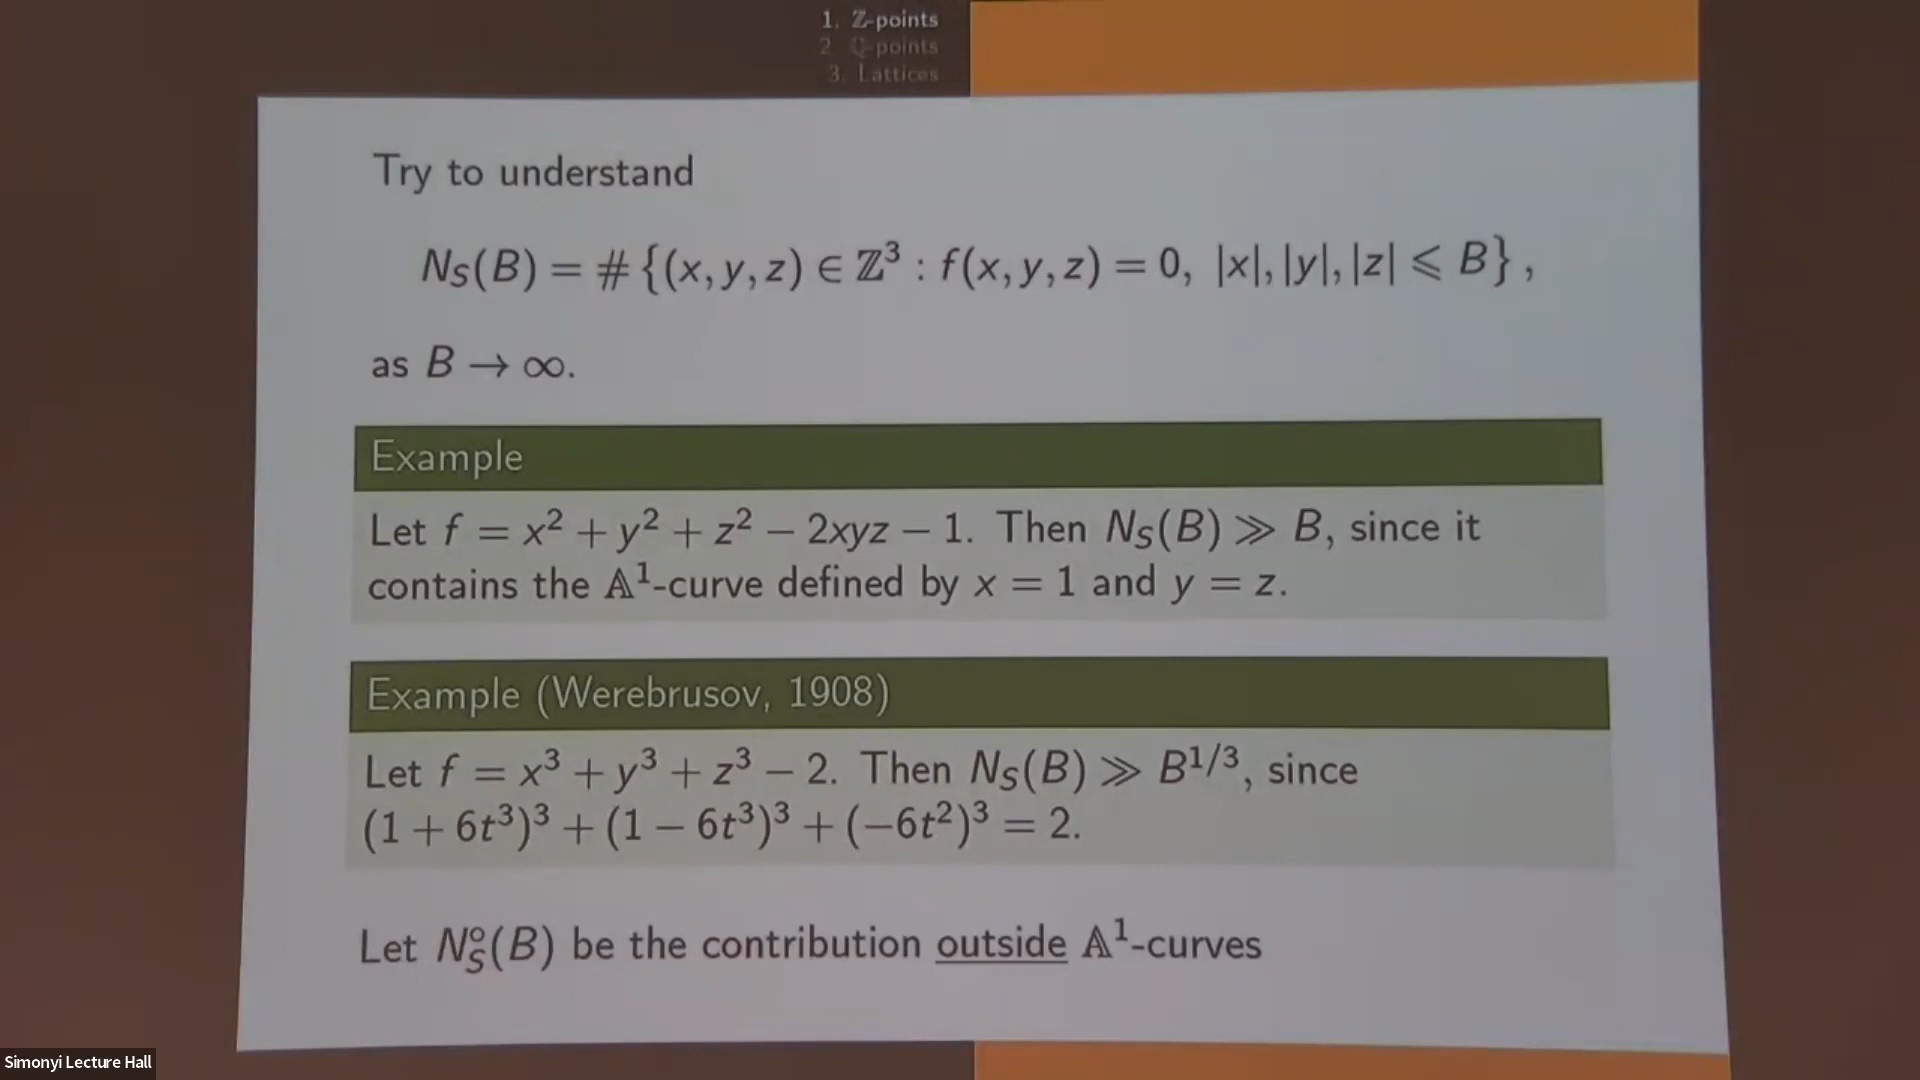 1. ℤ-points
2. ℚ-points
3. Lattices
Try to understand
N_S(B) = # {(x, y, z) ∈ ℤ³ : f(x, y, z) = 0, |x|, |y|, |z| ⩽ B} ,
as B → ∞.
Example
Let f = x² + y² + z² − 2xyz − 1. Then N_S(B) ≫ B, since it
contains the 𝔸¹-curve defined by x = 1 and y = z.
Example (Werebrusov, 1908)
Let f = x³ + y³ + z³ − 2. Then N_S(B) ≫ B^{1/3}, since
(1 + 6t³)³ + (1 − 6t³)³ + (−6t²)³ = 2.
Let N_S^o(B) be the contribution outside 𝔸¹-curves
Simonyi Lecture Hall